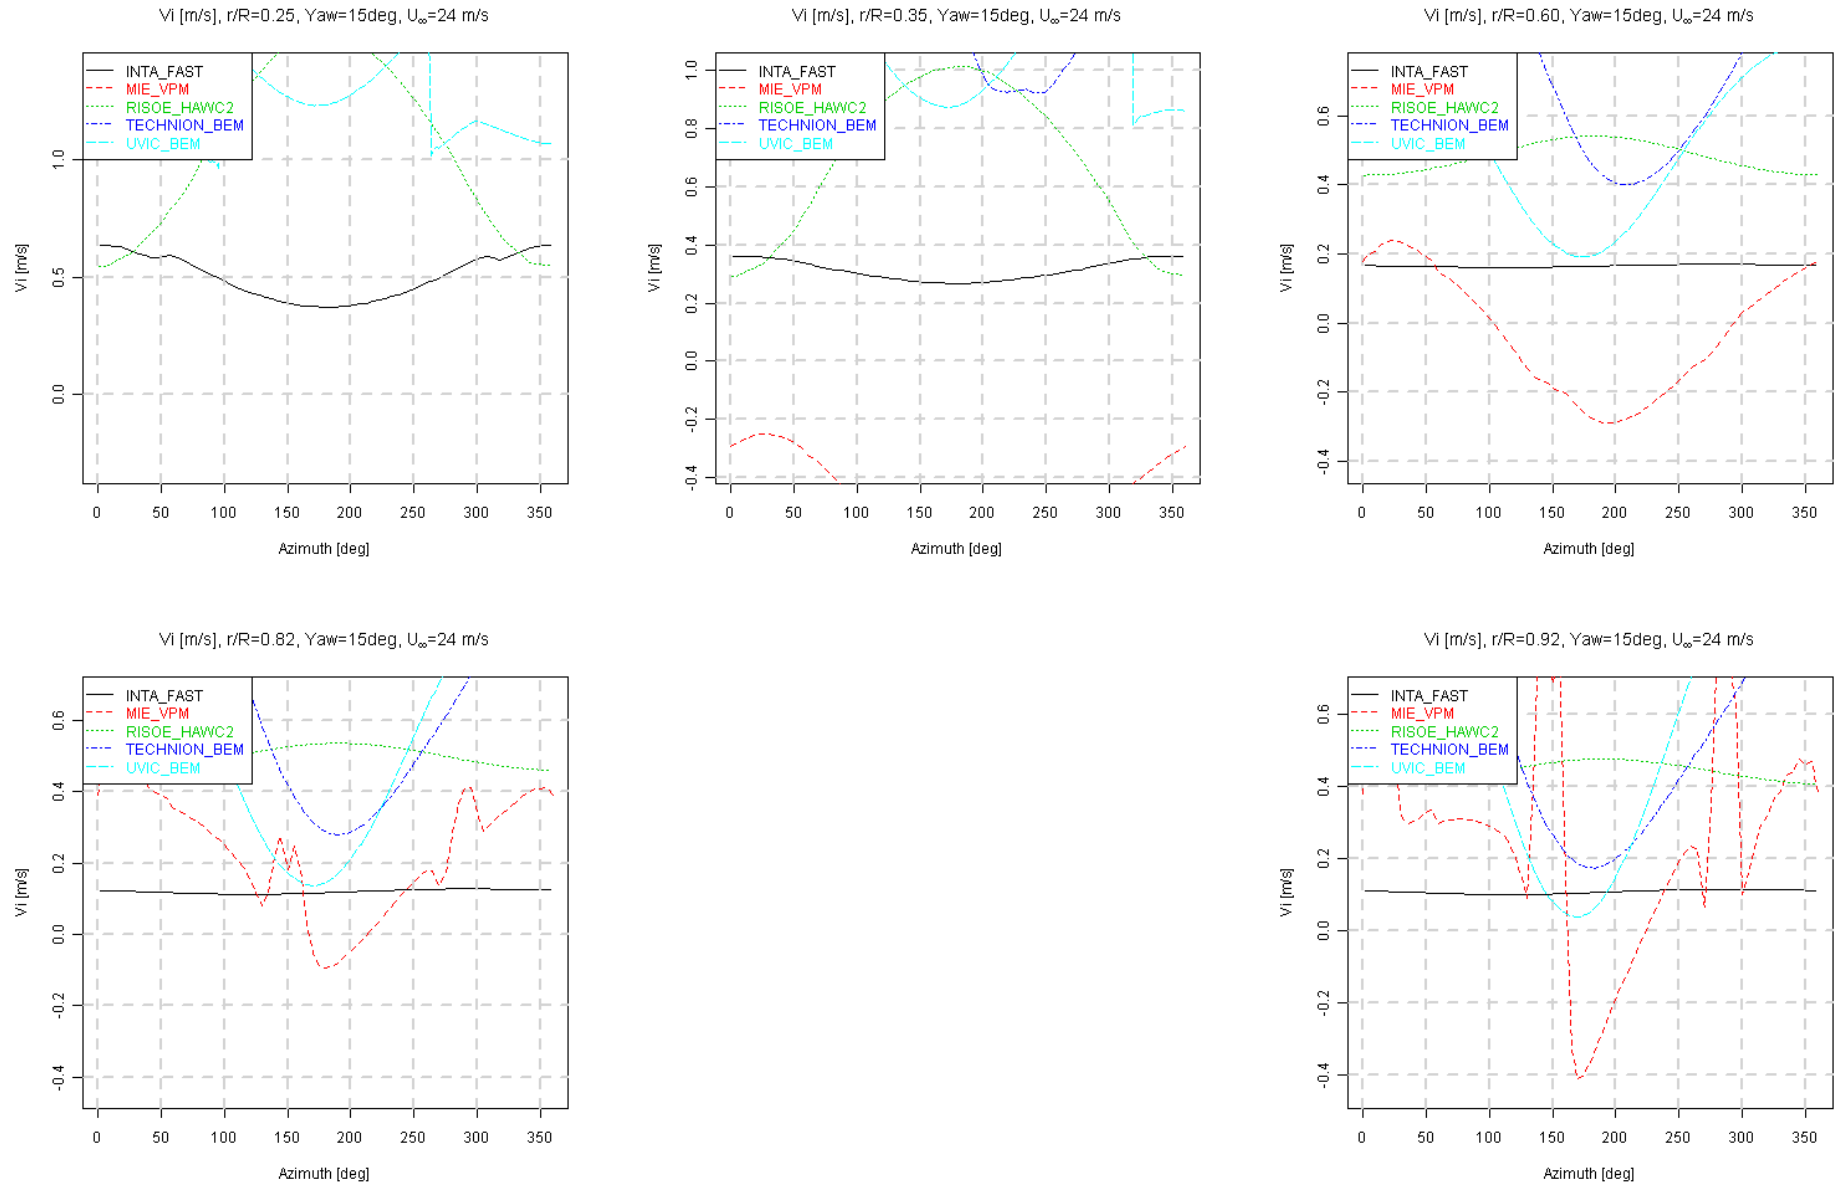 Vi [m/s], r/R=0.25, Yaw=15deg, U∞=24 m/s
INTA_FAST
MIE_VPM
RISOE_HAWC2
TECHNION_BEM
UVIC_BEM
Vi [m/s]
0.0 0.5 1.0
0 50 100 150 200 250 300 350
Azimuth [deg]
Vi [m/s], r/R=0.35, Yaw=15deg, U∞=24 m/s
INTA_FAST
MIE_VPM
RISOE_HAWC2
TECHNION_BEM
UVIC_BEM
Vi [m/s]
-0.4 -0.2 0.0 0.2 0.4 0.6 0.8 1.0
0 50 100 150 200 250 300 350
Azimuth [deg]
Vi [m/s], r/R=0.60, Yaw=15deg, U∞=24 m/s
INTA_FAST
MIE_VPM
RISOE_HAWC2
TECHNION_BEM
UVIC_BEM
Vi [m/s]
-0.4 -0.2 0.0 0.2 0.4 0.6
0 50 100 150 200 250 300 350
Azimuth [deg]
Vi [m/s], r/R=0.82, Yaw=15deg, U∞=24 m/s
INTA_FAST
MIE_VPM
RISOE_HAWC2
TECHNION_BEM
UVIC_BEM
Vi [m/s]
-0.4 -0.2 0.0 0.2 0.4 0.6
0 50 100 150 200 250 300 350
Azimuth [deg]
Vi [m/s], r/R=0.92, Yaw=15deg, U∞=24 m/s
INTA_FAST
MIE_VPM
RISOE_HAWC2
TECHNION_BEM
UVIC_BEM
Vi [m/s]
-0.4 -0.2 0.0 0.2 0.4 0.6
0 50 100 150 200 250 300 350
Azimuth [deg]